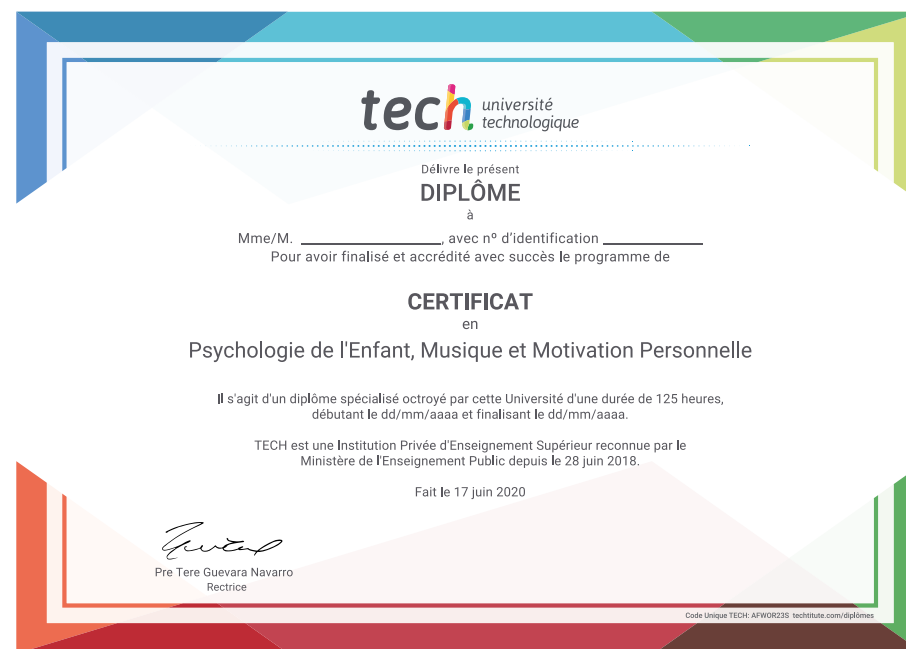 tech université
technologique
Délivre le présent
DIPLÔME
à
Mme/M. ____________________, avec nº d'identification ______________
Pour avoir finalisé et accrédité avec succès le programme de
CERTIFICAT
en
Psychologie de l'Enfant, Musique et Motivation Personnelle
Il s'agit d'un diplôme spécialisé octroyé par cette Université d'une durée de 125 heures,
débutant le dd/mm/aaaa et finalisant le dd/mm/aaaa.
TECH est une Institution Privée d'Enseignement Supérieur reconnue par le
Ministère de l'Enseignement Public depuis le 28 juin 2018.
Fait le 17 juin 2020
Pre Tere Guevara Navarro
Rectrice
Code Unique TECH: AFWOR23S techtitute.com/diplômes